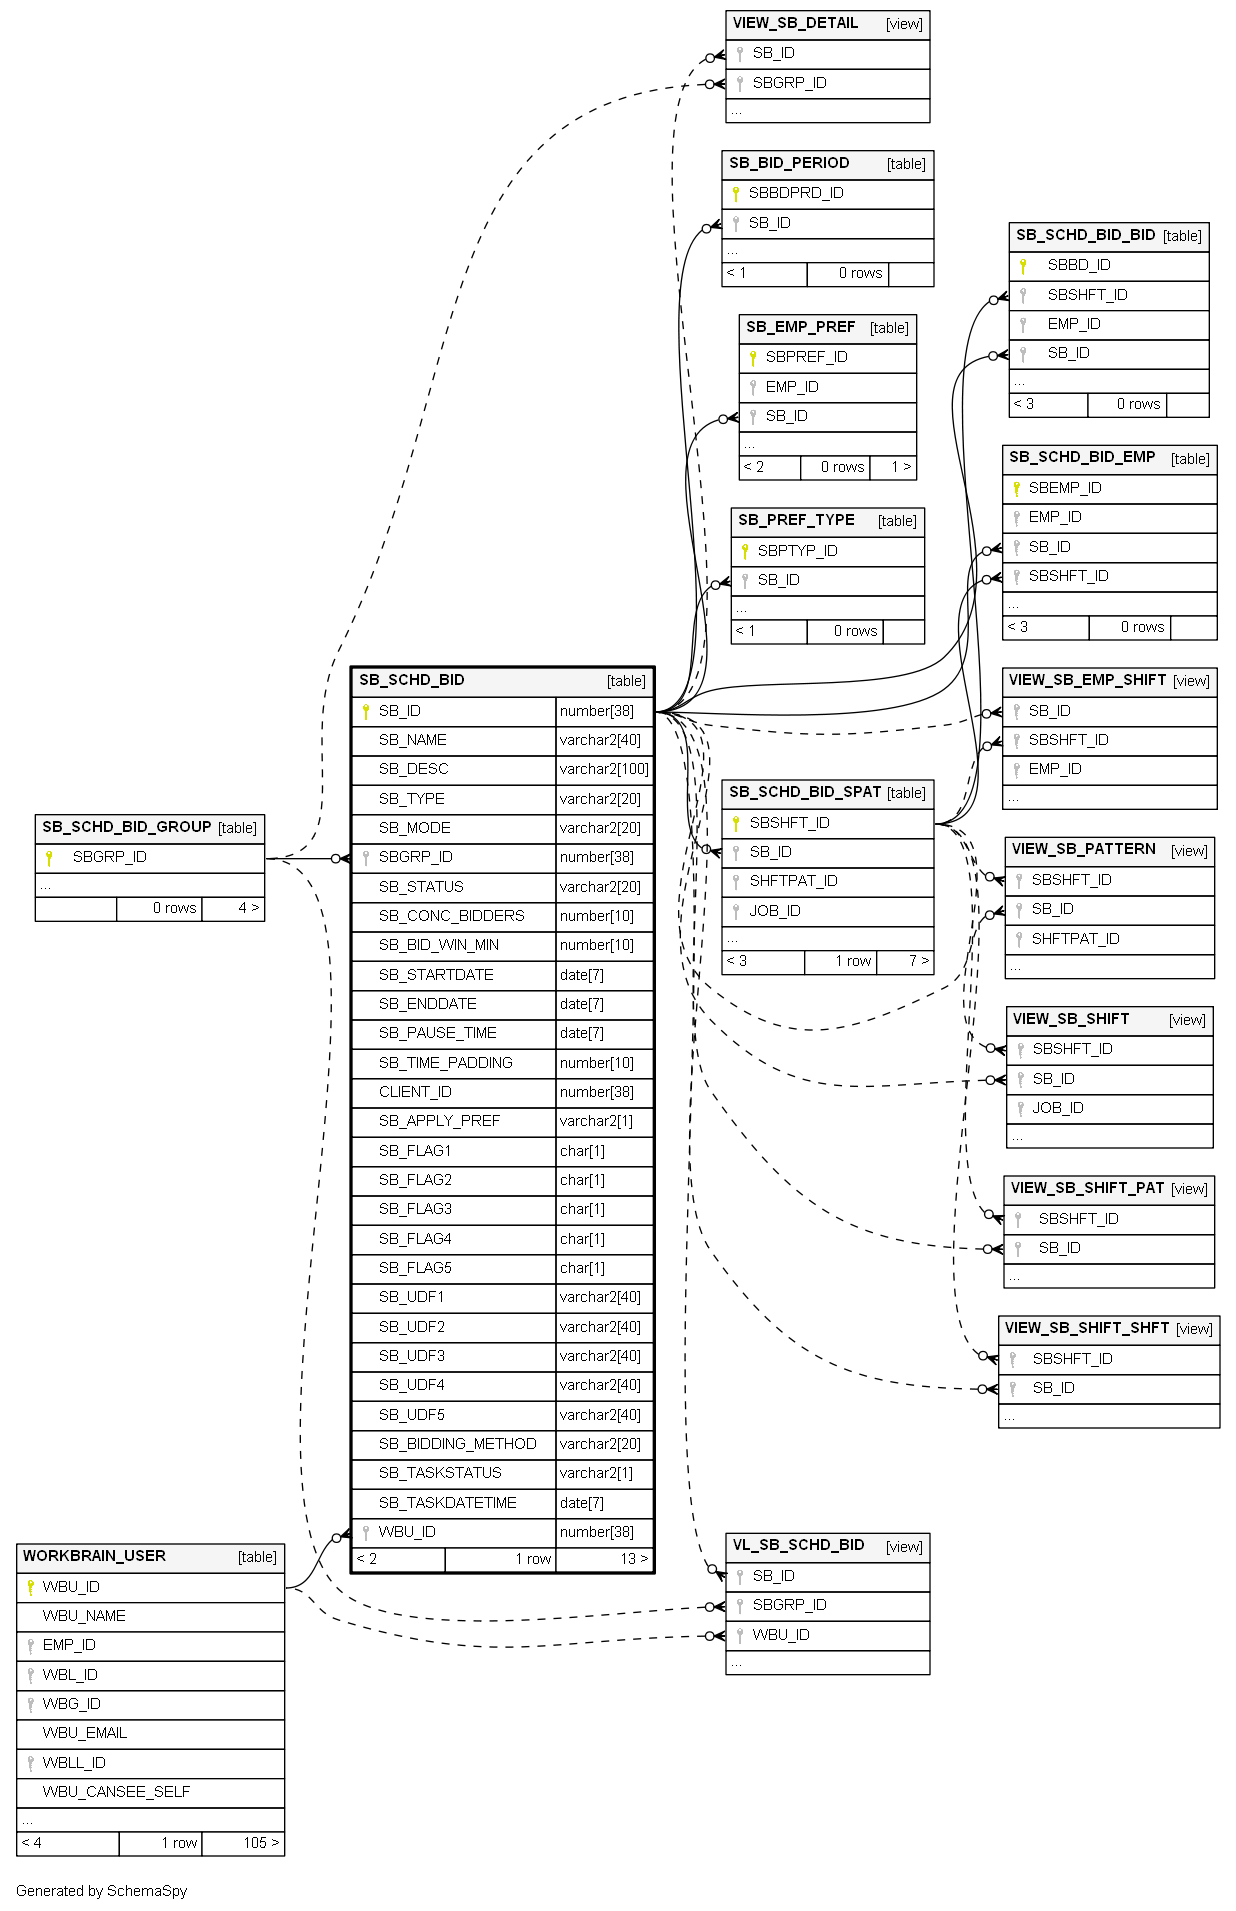 VIEW_SB_DETAIL [view]
SB_ID
SBGRP_ID
...
SB_BID_PERIOD [table]
SBBDPRD_ID
SB_ID
...
< 1 0 rows
SB_SCHD_BID_BID [table]
SBBD_ID
SBSHFT_ID
EMP_ID
SB_ID
...
< 3 0 rows
SB_EMP_PREF [table]
SBPREF_ID
EMP_ID
SB_ID
...
< 2 0 rows 1 >
SB_SCHD_BID_EMP [table]
SBEMP_ID
EMP_ID
SB_ID
SBSHFT_ID
...
< 3 0 rows
SB_PREF_TYPE [table]
SBPTYP_ID
SB_ID
...
< 1 0 rows
SB_SCHD_BID [table]
SB_ID number[38]
SB_NAME varchar2[40]
SB_DESC varchar2[100]
SB_TYPE varchar2[20]
SB_MODE varchar2[20]
SBGRP_ID number[38]
SB_STATUS varchar2[20]
SB_CONC_BIDDERS number[10]
SB_BID_WIN_MIN number[10]
SB_STARTDATE date[7]
SB_ENDDATE date[7]
SB_PAUSE_TIME date[7]
SB_TIME_PADDING number[10]
CLIENT_ID number[38]
SB_APPLY_PREF varchar2[1]
SB_FLAG1 char[1]
SB_FLAG2 char[1]
SB_FLAG3 char[1]
SB_FLAG4 char[1]
SB_FLAG5 char[1]
SB_UDF1 varchar2[40]
SB_UDF2 varchar2[40]
SB_UDF3 varchar2[40]
SB_UDF4 varchar2[40]
SB_UDF5 varchar2[40]
SB_BIDDING_METHOD varchar2[20]
SB_TASKSTATUS varchar2[1]
SB_TASKDATETIME date[7]
WBU_ID number[38]
< 2 1 row 13 >
VIEW_SB_EMP_SHIFT [view]
SB_ID
SBSHFT_ID
EMP_ID
...
SB_SCHD_BID_SPAT [table]
SBSHFT_ID
SB_ID
SHFTPAT_ID
JOB_ID
...
< 3 1 row 7 >
SB_SCHD_BID_GROUP [table]
SBGRP_ID
...
0 rows 4 >
VIEW_SB_PATTERN [view]
SBSHFT_ID
SB_ID
SHFTPAT_ID
...
VIEW_SB_SHIFT [view]
SBSHFT_ID
SB_ID
JOB_ID
...
VIEW_SB_SHIFT_PAT [view]
SBSHFT_ID
SB_ID
...
VIEW_SB_SHIFT_SHFT [view]
SBSHFT_ID
SB_ID
...
VL_SB_SCHD_BID [view]
SB_ID
SBGRP_ID
WBU_ID
...
WORKBRAIN_USER [table]
WBU_ID
WBU_NAME
EMP_ID
WBL_ID
WBG_ID
WBU_EMAIL
WBLL_ID
WBU_CANSEE_SELF
...
< 4 1 row 105 >
Generated by SchemaSpy